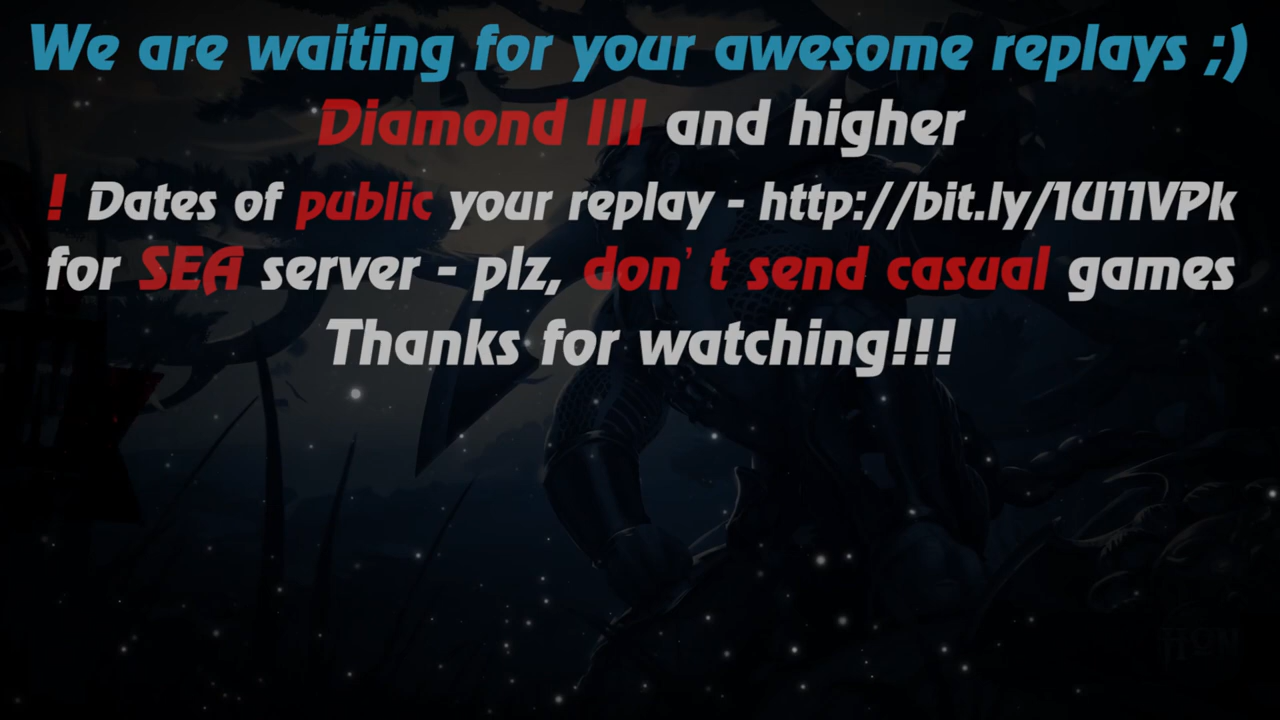 We are waiting for your awesome replays ;)
Diamond III and higher
! Dates of public your replay - http://bit.ly/1U11VPk
for SEA server - plz, don't send casual games
Thanks for watching!!!
HON